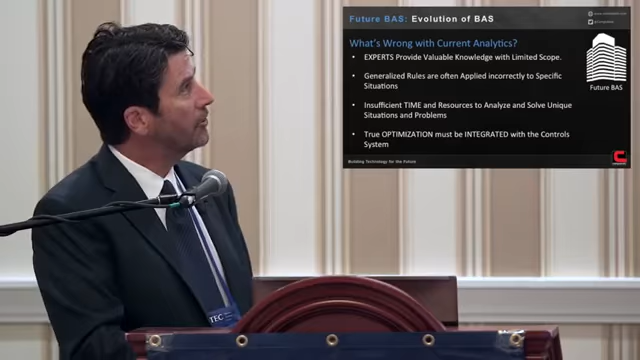 Future BAS: Evolution of BAS
What's Wrong with Current Analytics?
• EXPERTS Provide Valuable Knowledge with Limited Scope.
• Generalized Rules are often Applied incorrectly to Specific
Situations
• Insufficient TIME and Resources to Analyze and Solve Unique
Situations and Problems
• True OPTIMIZATION must be INTEGRATED with the Controls
System
Future BAS
Building Technology for the Future
TEC